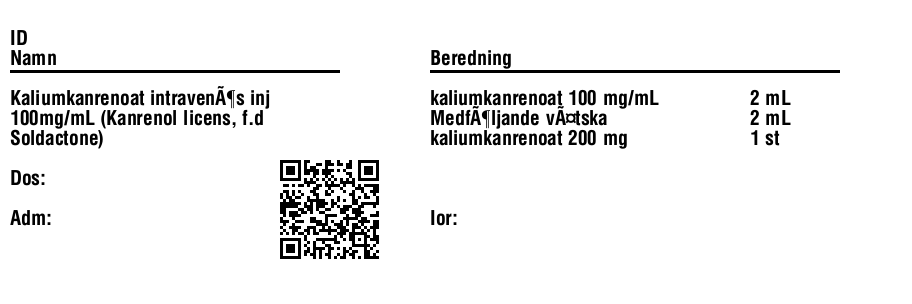 ID
Namn
Beredning
Kaliumkanrenoat intravenÃ¶s inj
100mg/mL (Kanrenol licens, f.d
Soldactone)
kaliumkanrenoat 100 mg/mL 2 mL
MedfÃ¶ljande vÃ¤tska 2 mL
kaliumkanrenoat 200 mg 1 st
Dos:
Adm:
Ior: